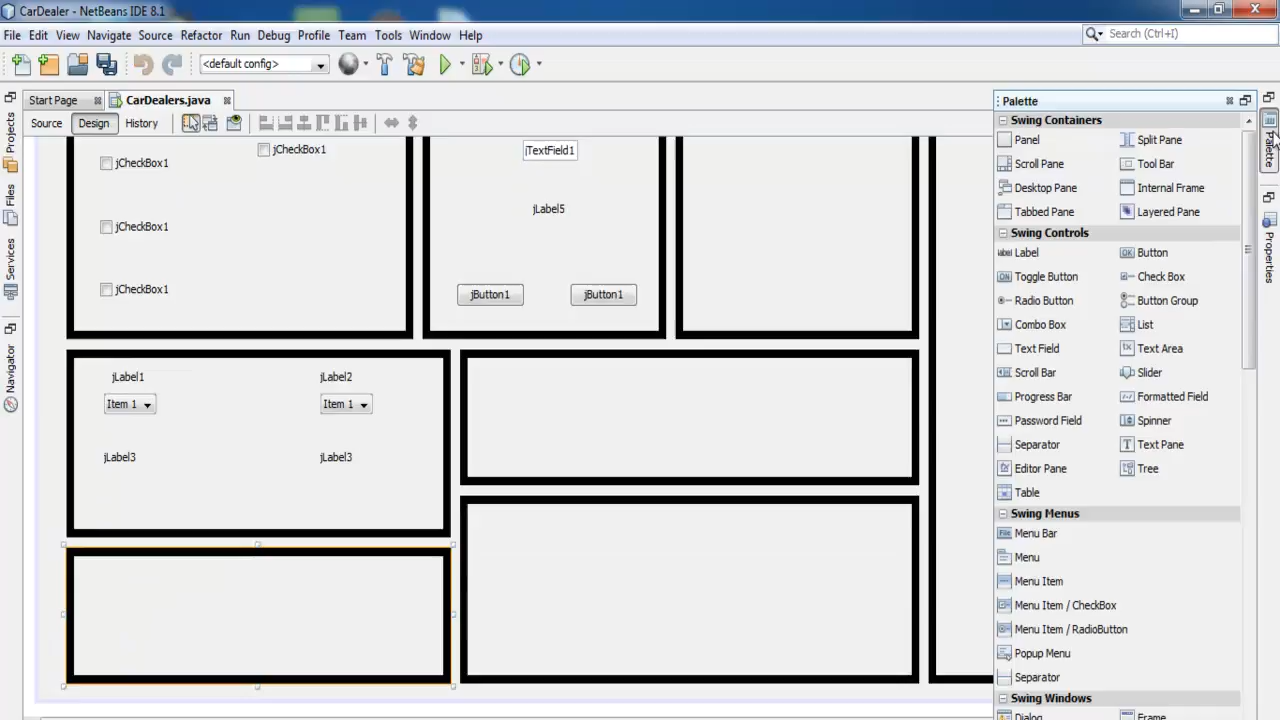 CarDealer - NetBeans IDE 8.1
File Edit View Navigate Source Refactor Run Debug Profile Team Tools Window Help
Search (Ctrl+I)
<default config>
Start Page
CarDealers.java
Source Design History
Projects
Files
Services
Navigator
jCheckBox1
jCheckBox1
jCheckBox1
jCheckBox1
jTextField1
jLabel5
jButton1 jButton1
jLabel1 jLabel2
Item 1 Item 1
jLabel3 jLabel3
Palette
Swing Containers
Panel Split Pane
Scroll Pane Tool Bar
Desktop Pane Internal Frame
Tabbed Pane Layered Pane
Swing Controls
Label Button
Toggle Button Check Box
Radio Button Button Group
Combo Box List
Text Field Text Area
Scroll Bar Slider
Progress Bar Formatted Field
Password Field Spinner
Separator Text Pane
Editor Pane Tree
Table
Swing Menus
Menu Bar
Menu
Menu Item
Menu Item / CheckBox
Menu Item / RadioButton
Popup Menu
Separator
Swing Windows
Dialog Frame
Palette
Properties